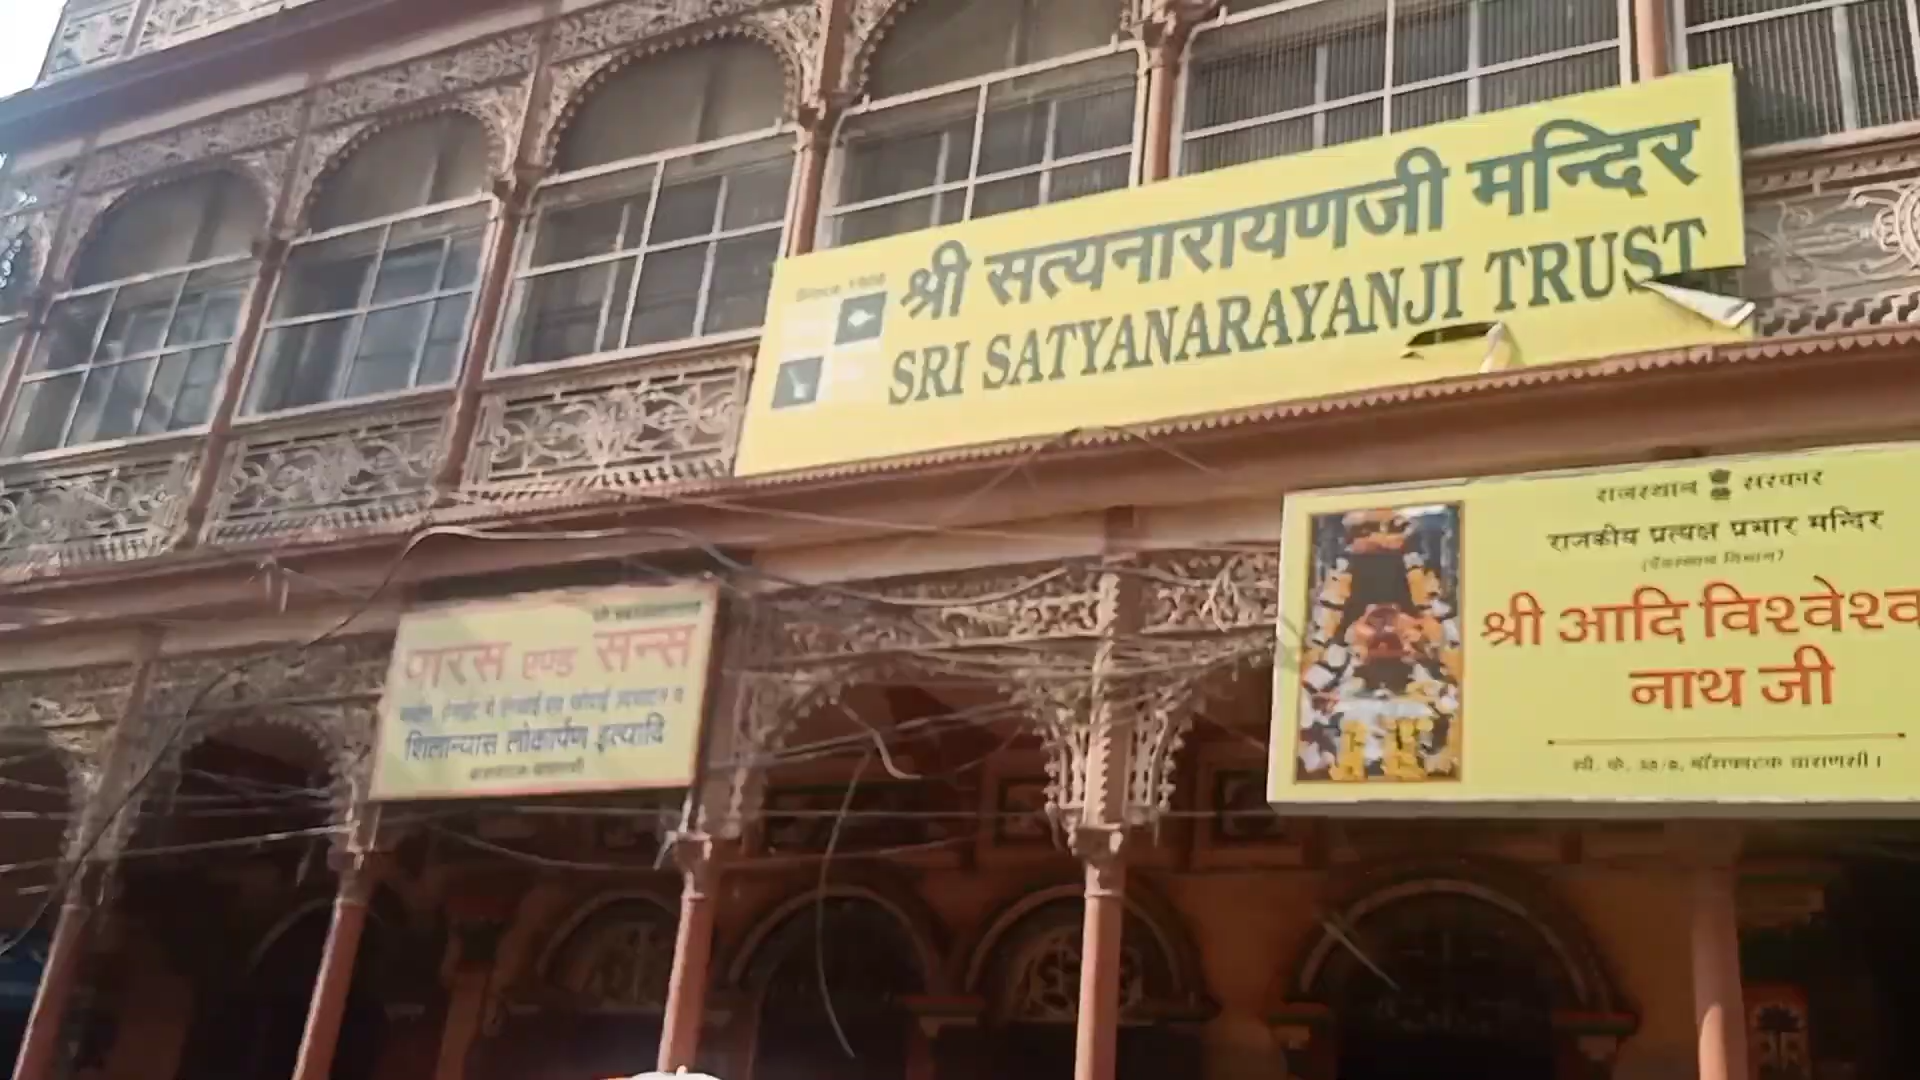 श्री सत्यनारायणजी मन्दिर
SRI SATYANARAYANJI TRUST
राजस्थान सरकार
राजकीय प्रत्यक्ष प्रभार मन्दिर
श्री आदि विश्वेश्व
नाथ जी
वाराणसी।
पारस एण्ड सन्स
शिलान्यास लोकार्पण इत्यादि